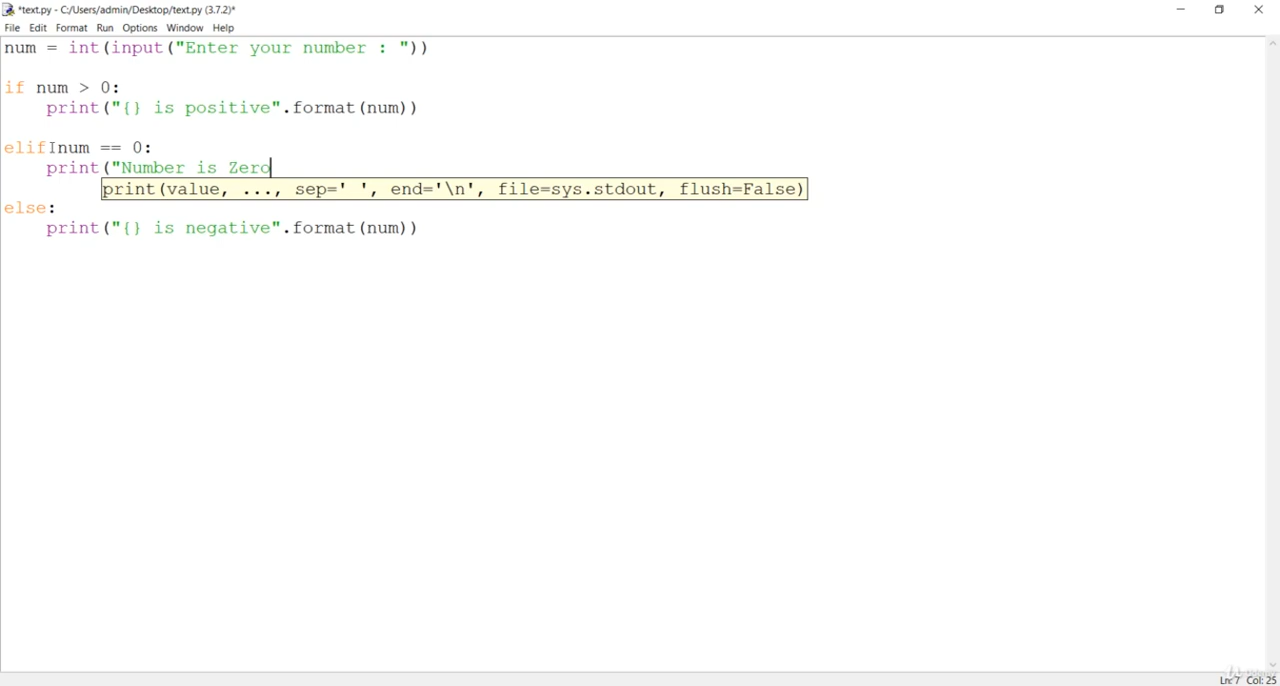 *text.py - C:/Users/admin/Desktop/text.py (3.7.2)*
File Edit Format Run Options Window Help
num = int(input("Enter your number : "))
if num > 0:
    print("{} is positive".format(num))
elif num == 0:
    print("Number is Zero
print(value, ..., sep=' ', end='\n', file=sys.stdout, flush=False)
else:
    print("{} is negative".format(num))
Ln: 7 Col: 25